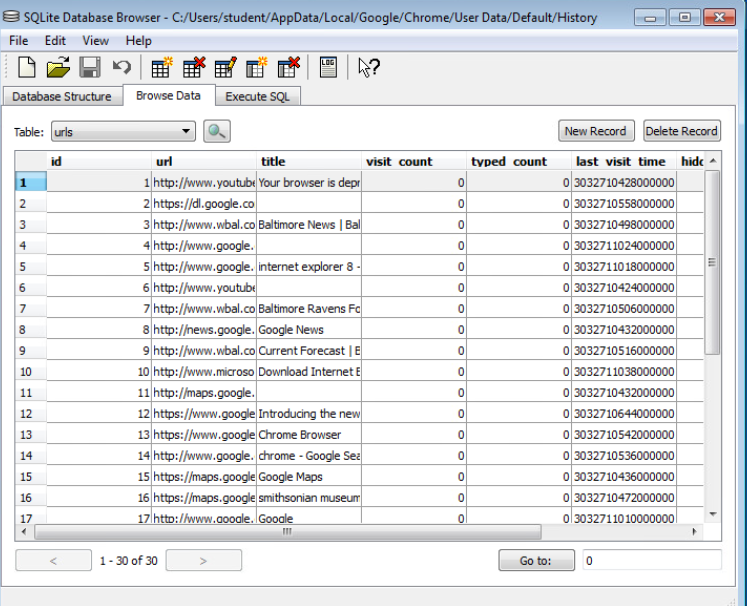 SQLite Database Browser - C:/Users/student/AppData/Local/Google/Chrome/User Data/Default/History
File Edit View Help
LOG
Database Structure Browse Data Execute SQL
Table: urls New Record Delete Record
id url title visit_count typed_count last_visit_time hidd
1 1 http://www.youtube Your browser is depr 0 0 3032710428000000
2 2 https://dl.google.co 0 0 3032710558000000
3 3 http://www.wbal.co Baltimore News | Bal 0 0 3032710498000000
4 4 http://www.google. 0 0 3032711024000000
5 5 http://www.google. internet explorer 8 - 0 0 3032711018000000
6 6 http://www.youtube 0 0 3032710424000000
7 7 http://www.wbal.co Baltimore Ravens Fo 0 0 3032710506000000
8 8 http://news.google. Google News 0 0 3032710432000000
9 9 http://www.wbal.co Current Forecast | B 0 0 3032710516000000
10 10 http://www.microso Download Internet E 0 0 3032711038000000
11 11 http://maps.google. 0 0 3032710432000000
12 12 https://www.google Introducing the new 0 0 3032710644000000
13 13 https://www.google Chrome Browser 0 0 3032710542000000
14 14 http://www.google. chrome - Google Sea 0 0 3032710536000000
15 15 https://maps.google Google Maps 0 0 3032710436000000
16 16 https://maps.google smithsonian museum 0 0 3032710472000000
17 17 http://www.google. Google 0 0 3032711010000000
< 1 - 30 of 30 > Go to: 0